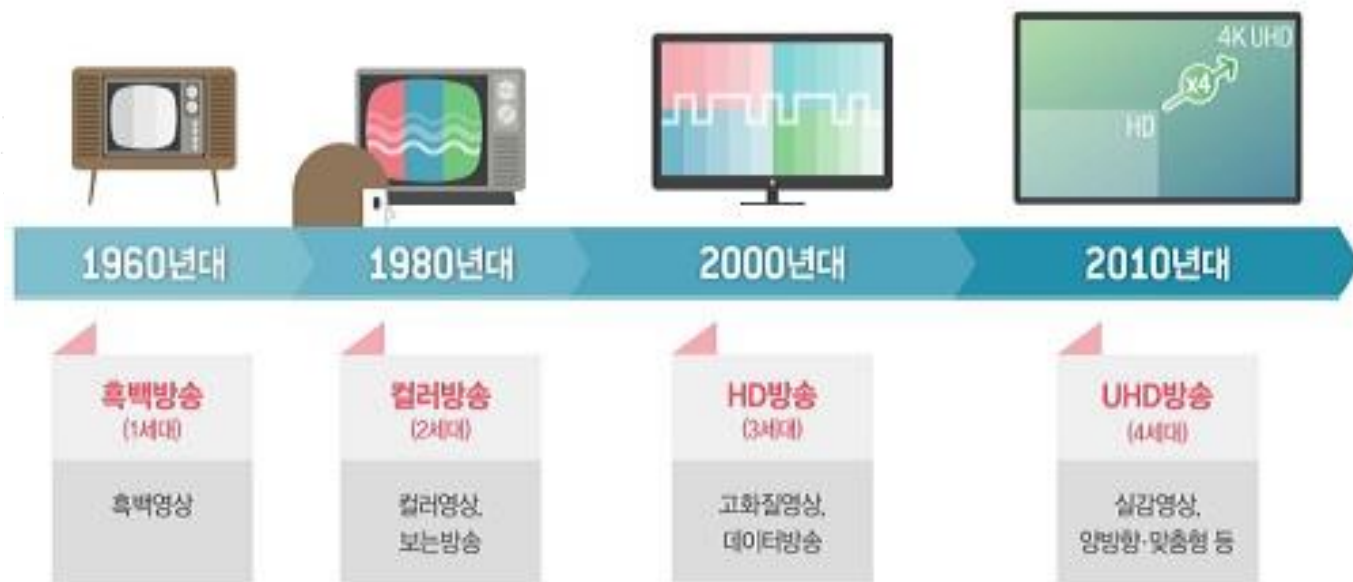 4K UHD
x4
HD
1960년대
1980년대
2000년대
2010년대
흑백방송
(1세대)
흑백영상
컬러방송
(2세대)
컬러영상,
보는방송
HD방송
(3세대)
고화질영상,
데이터방송
UHD방송
(4세대)
실감영상,
양방향·맞춤형 등